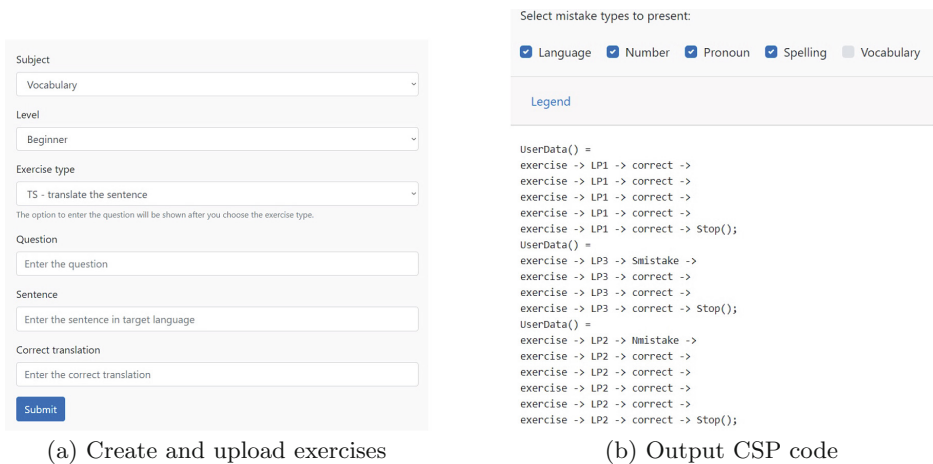 Subject
Vocabulary
Level
Beginner
Exercise type
TS - translate the sentence
The option to enter the question will be shown after you choose the exercise type.
Question
Enter the question
Sentence
Enter the sentence in target language
Correct translation
Enter the correct translation
Submit
(a) Create and upload exercises
Select mistake types to present:
Language Number Pronoun Spelling Vocabulary
Legend
UserData() =
exercise -> LP1 -> correct ->
exercise -> LP1 -> correct ->
exercise -> LP1 -> correct ->
exercise -> LP1 -> correct ->
exercise -> LP1 -> correct -> Stop();
UserData() =
exercise -> LP3 -> Smistake ->
exercise -> LP3 -> correct ->
exercise -> LP3 -> correct ->
exercise -> LP3 -> correct -> Stop();
UserData() =
exercise -> LP2 -> Nmistake ->
exercise -> LP2 -> correct ->
exercise -> LP2 -> correct ->
exercise -> LP2 -> correct ->
exercise -> LP2 -> correct ->
exercise -> LP2 -> correct -> Stop();
(b) Output CSP code